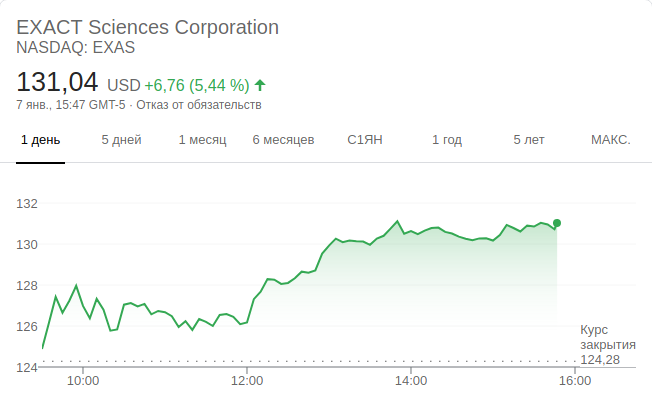 EXACT Sciences Corporation
NASDAQ: EXAS
131,04 USD +6,76 (5,44 %)
7 янв., 15:47 GMT-5 · Отказ от обязательств
1 день 5 дней 1 месяц 6 месяцев С1ЯН 1 год 5 лет МАКС.
132
130
128
126
124
Курс
закрытия
124,28
10:00 12:00 14:00 16:00